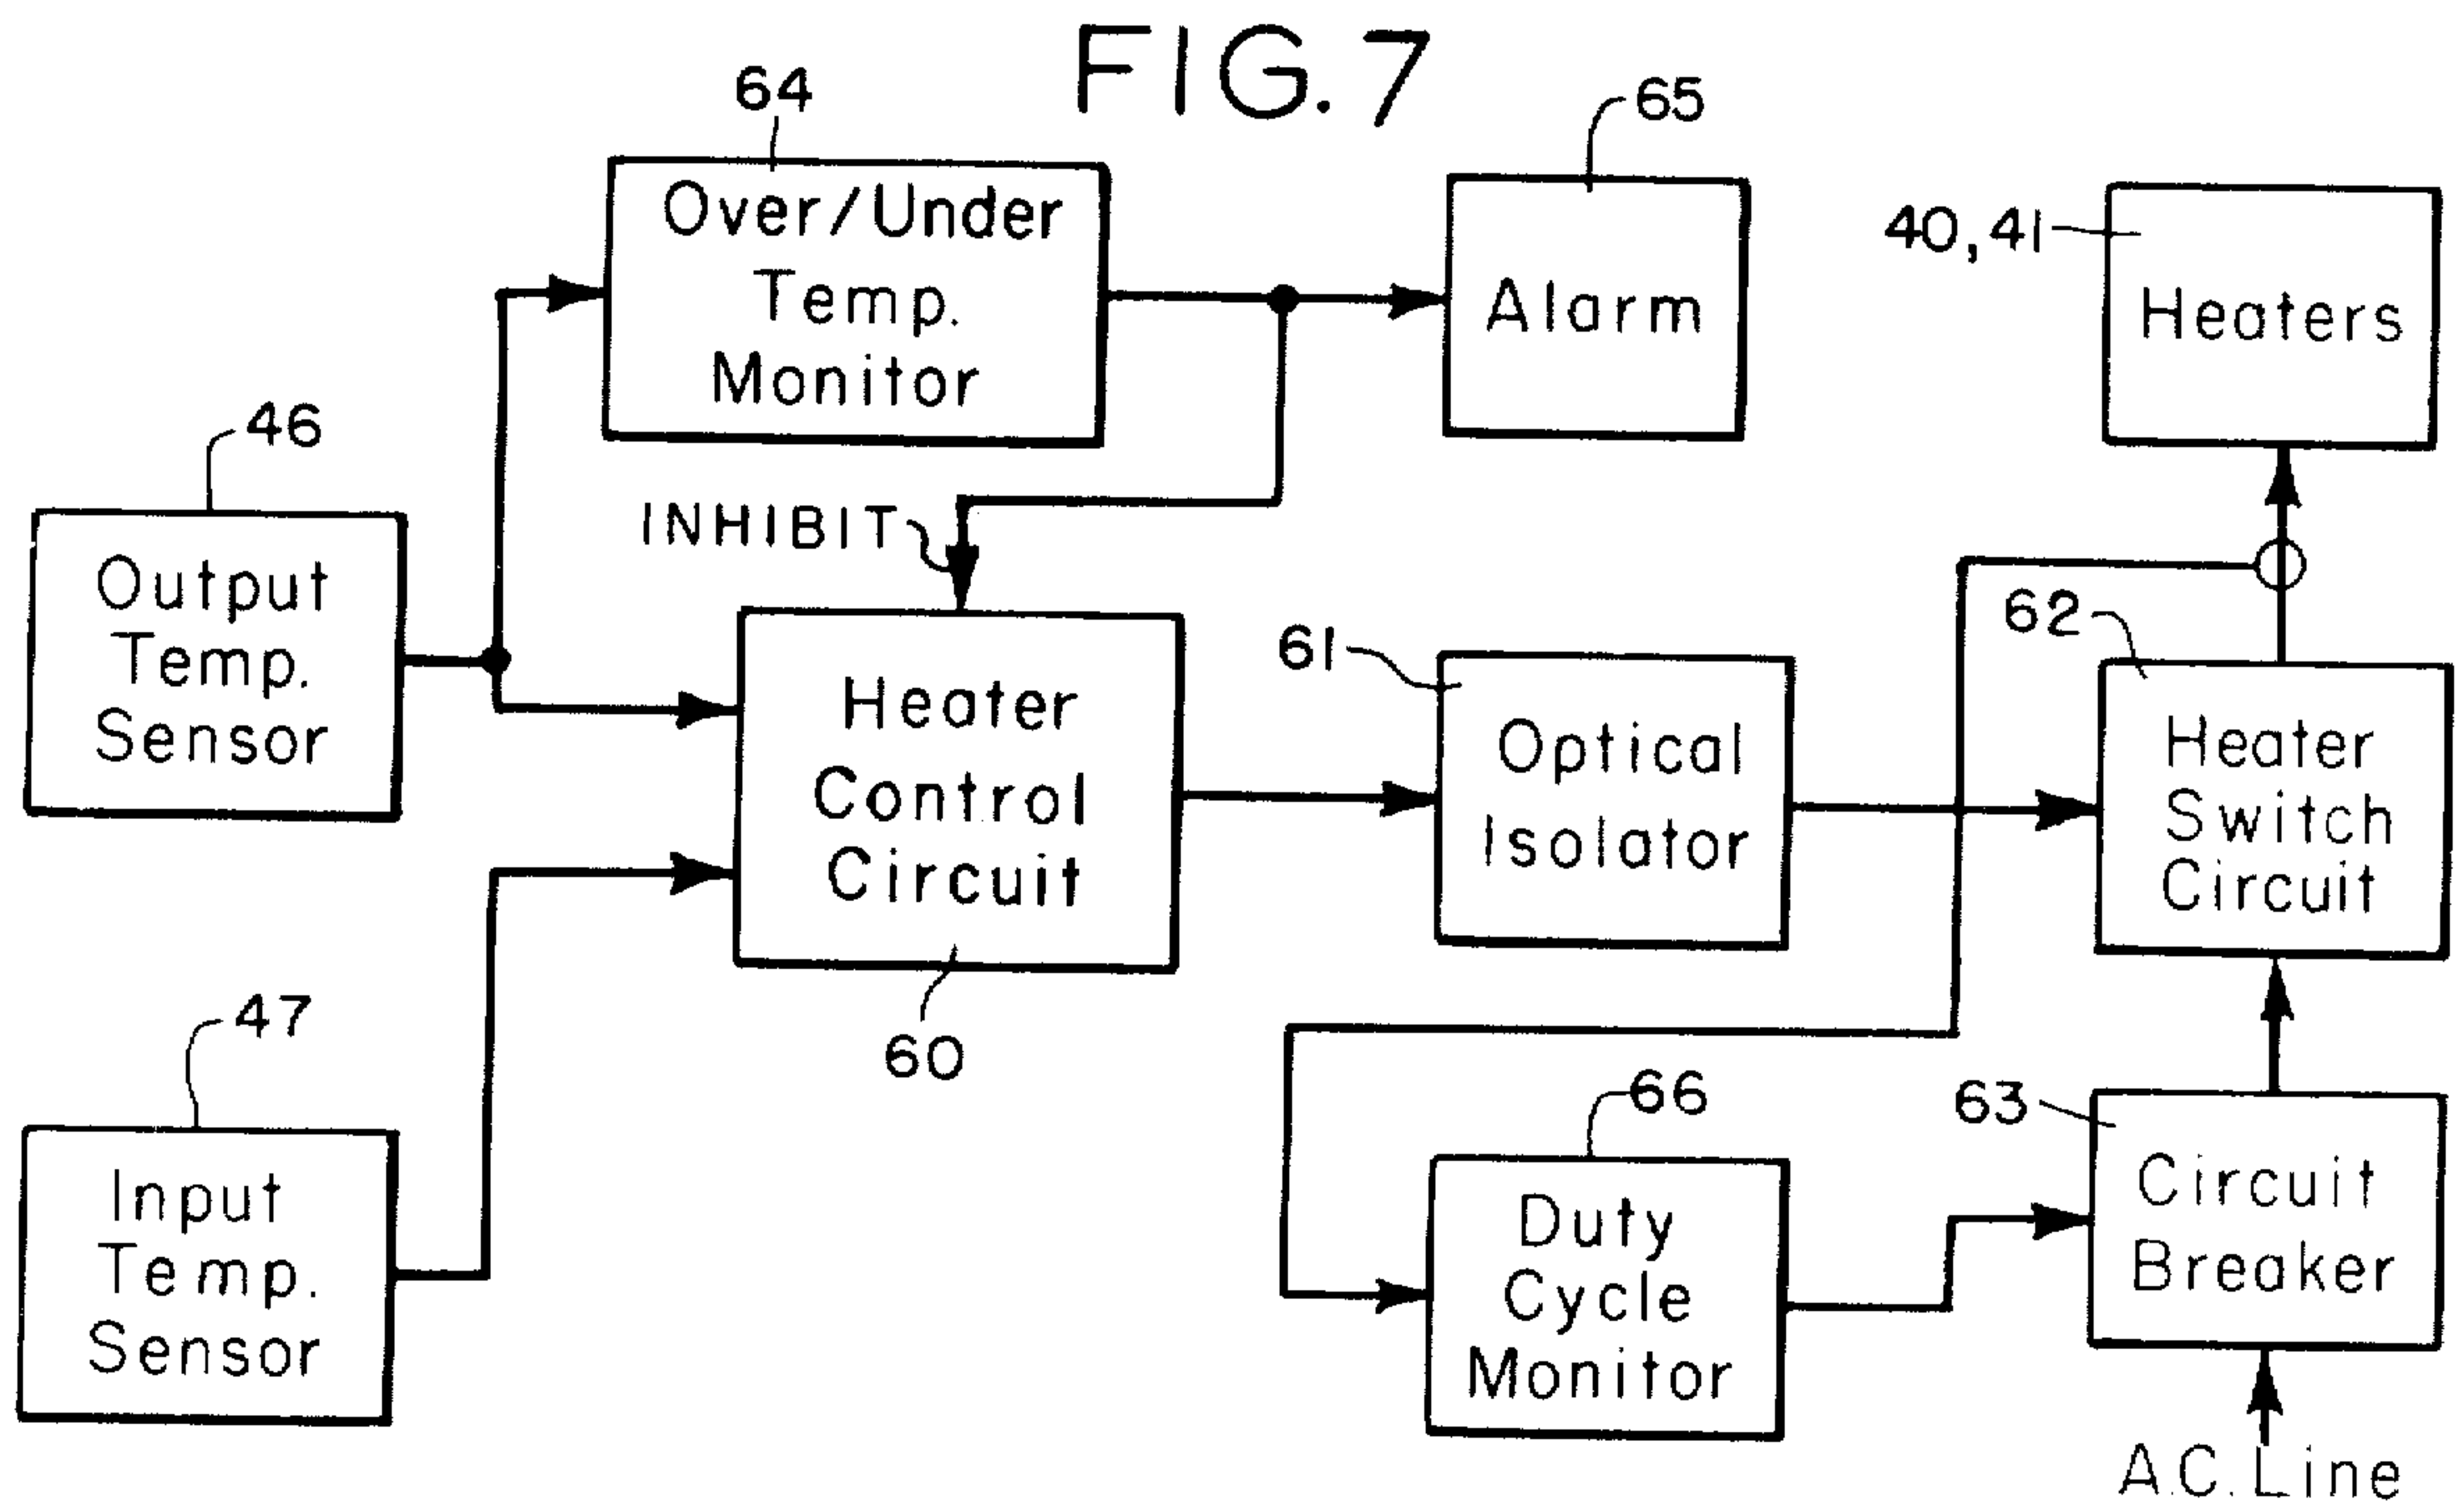 FIG. 7
64
Over/Under
Temp.
Monitor
65
Alarm
40, 41
Heaters
46
Output
Temp.
Sensor
INHIBIT
Heater
Control
Circuit
60
61
Optical
Isolator
62
Heater
Switch
Circuit
47
Input
Temp.
Sensor
66
Duty
Cycle
Monitor
63
Circuit
Breaker
A.C. Line